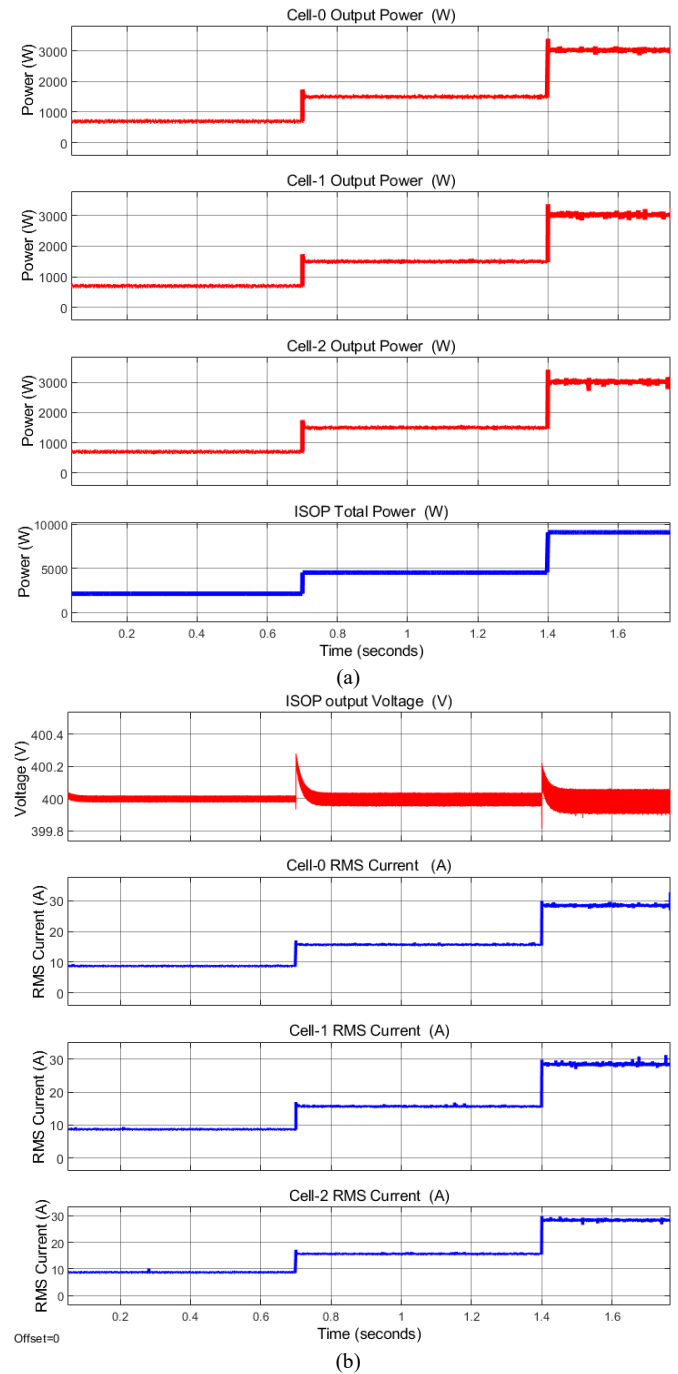 Cell-0 Output Power (W)
Power (W)
3000
2000
1000
0
Cell-1 Output Power (W)
Power (W)
3000
2000
1000
0
Cell-2 Output Power (W)
Power (W)
3000
2000
1000
0
ISOP Total Power (W)
Power (W)
10000
5000
0
0.2 0.4 0.6 0.8 1 1.2 1.4 1.6
Time (seconds)
(a)
ISOP output Voltage (V)
Voltage (V)
400.4
400.2
400
399.8
Cell-0 RMS Current (A)
RMS Current (A)
30
20
10
0
Cell-1 RMS Current (A)
RMS Current (A)
30
20
10
0
Cell-2 RMS Current (A)
RMS Current (A)
30
20
10
0
0.2 0.4 0.6 0.8 1 1.2 1.4 1.6
Offset=0
Time (seconds)
(b)